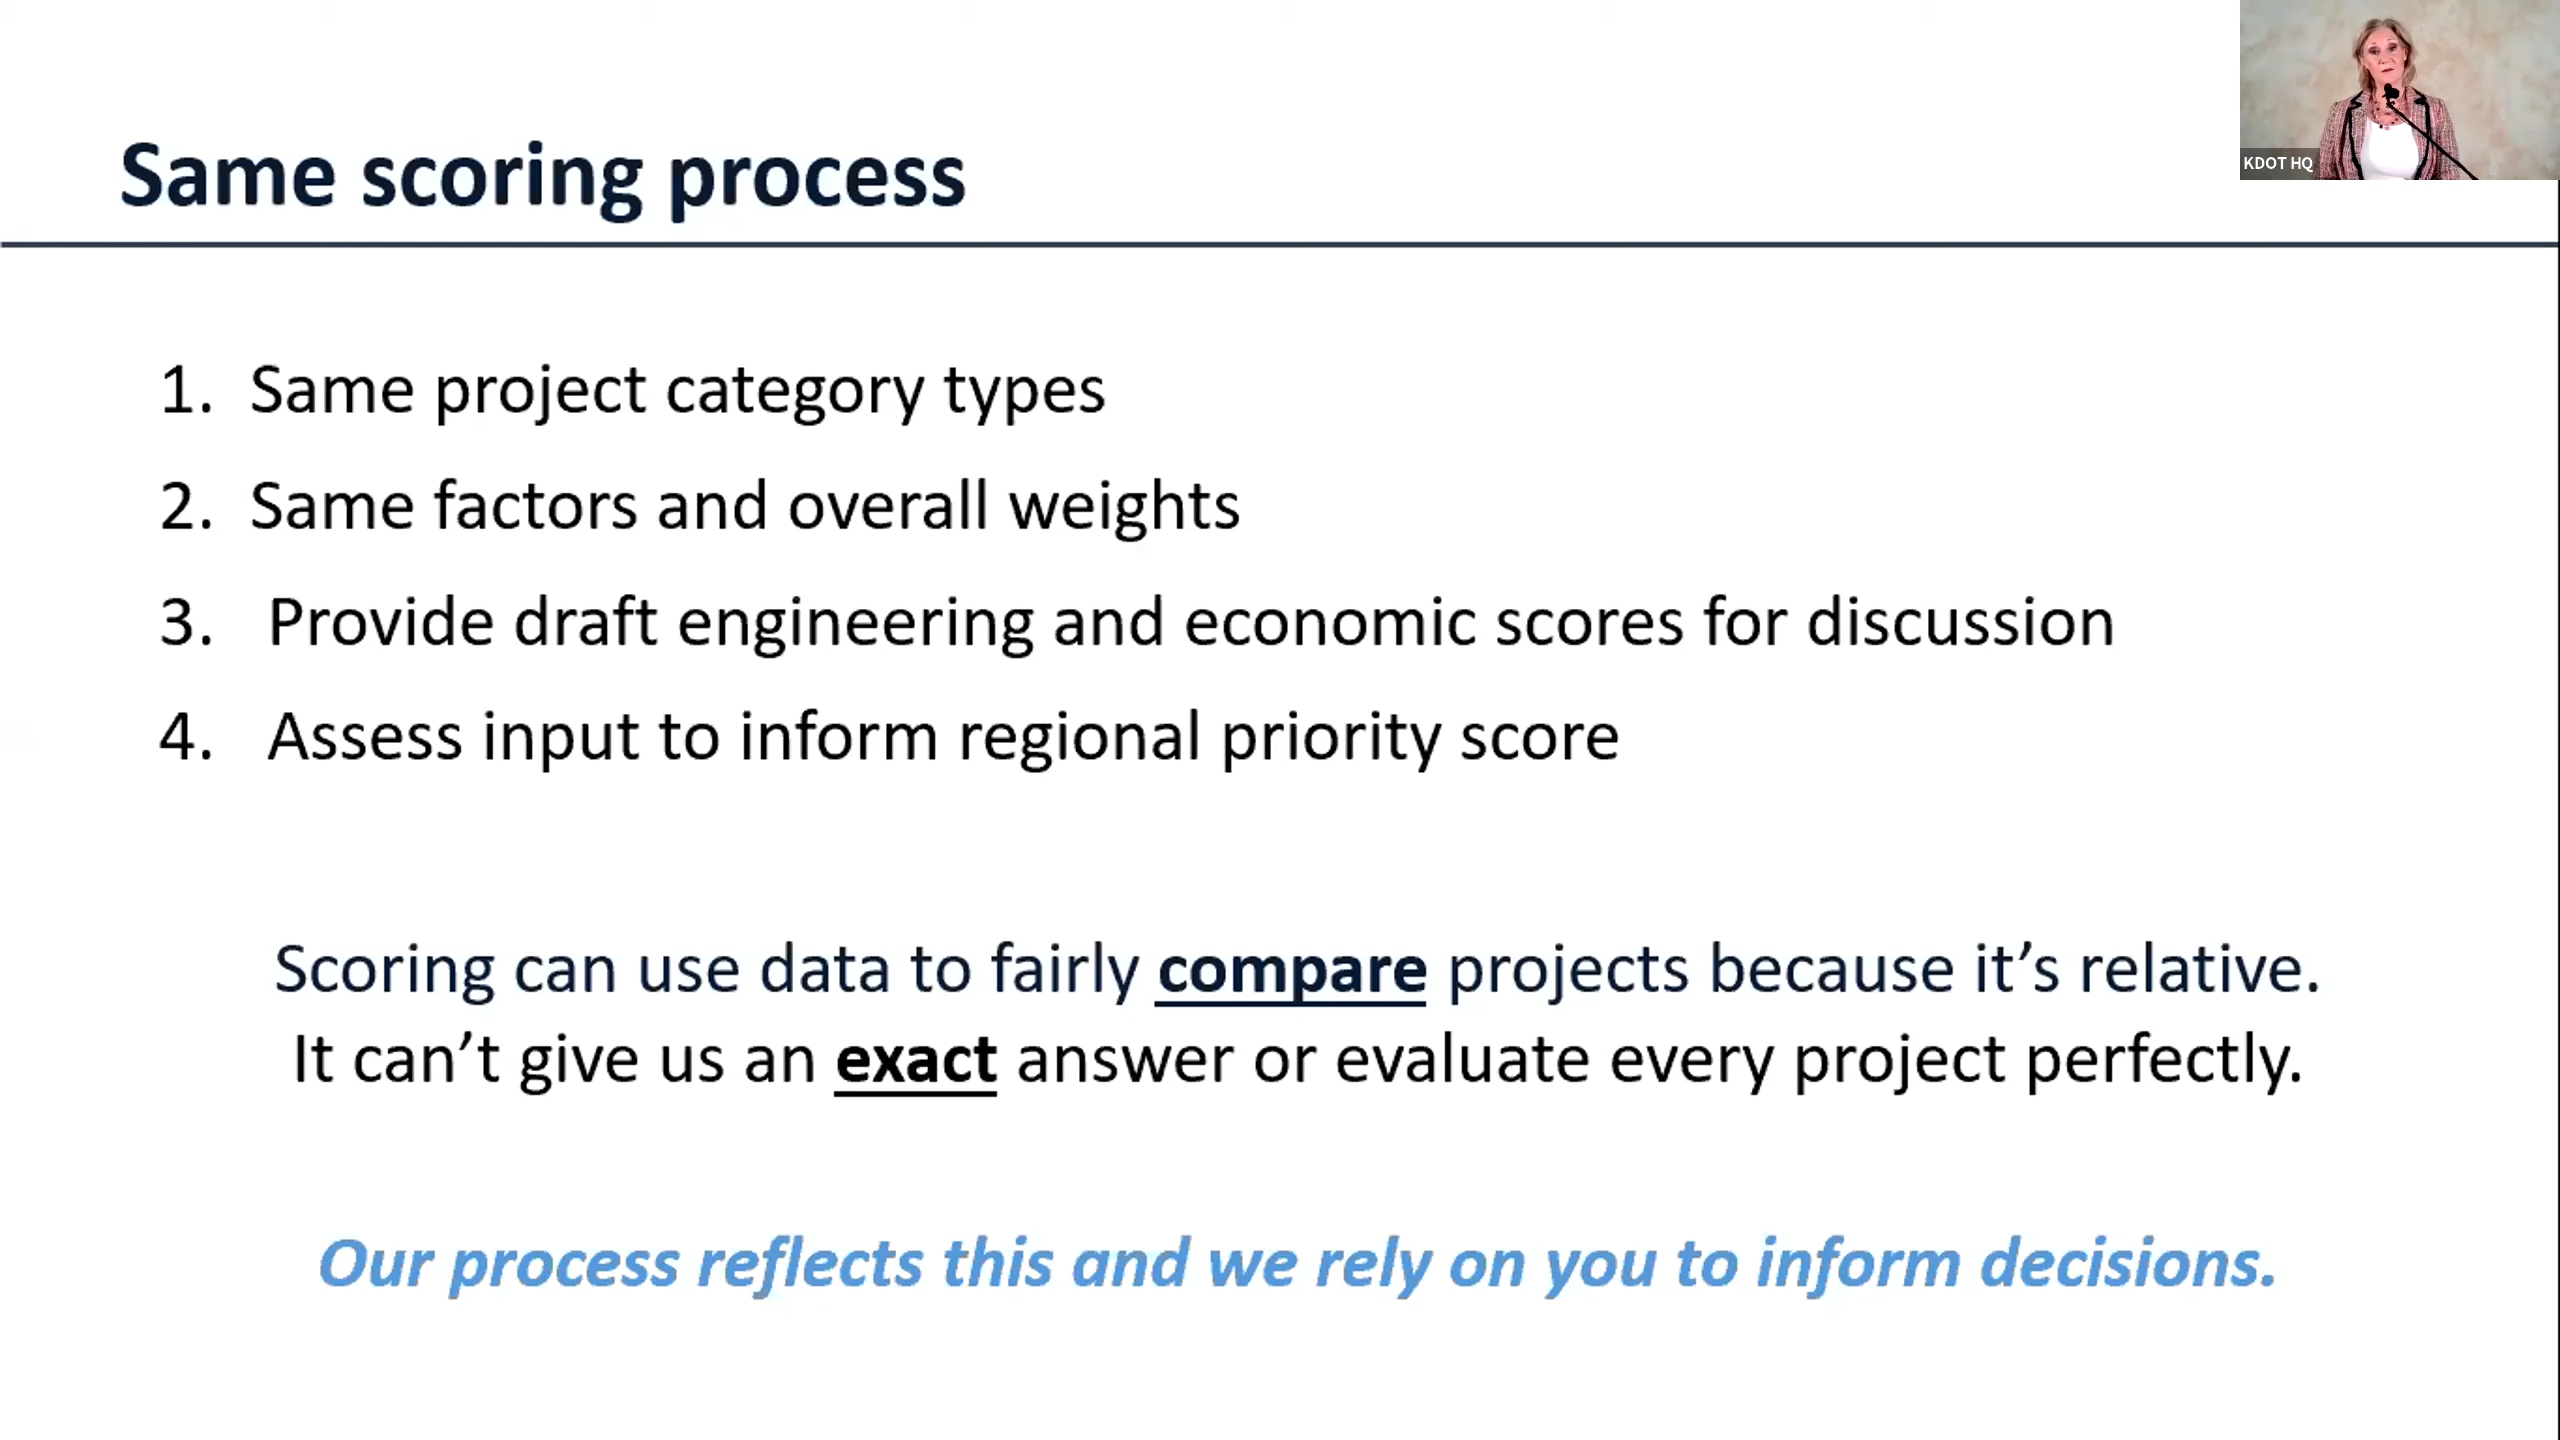 KDOT HQ
Same scoring process
1. Same project category types
2. Same factors and overall weights
3. Provide draft engineering and economic scores for discussion
4. Assess input to inform regional priority score
Scoring can use data to fairly compare projects because it’s relative.
It can’t give us an exact answer or evaluate every project perfectly.
Our process reflects this and we rely on you to inform decisions.